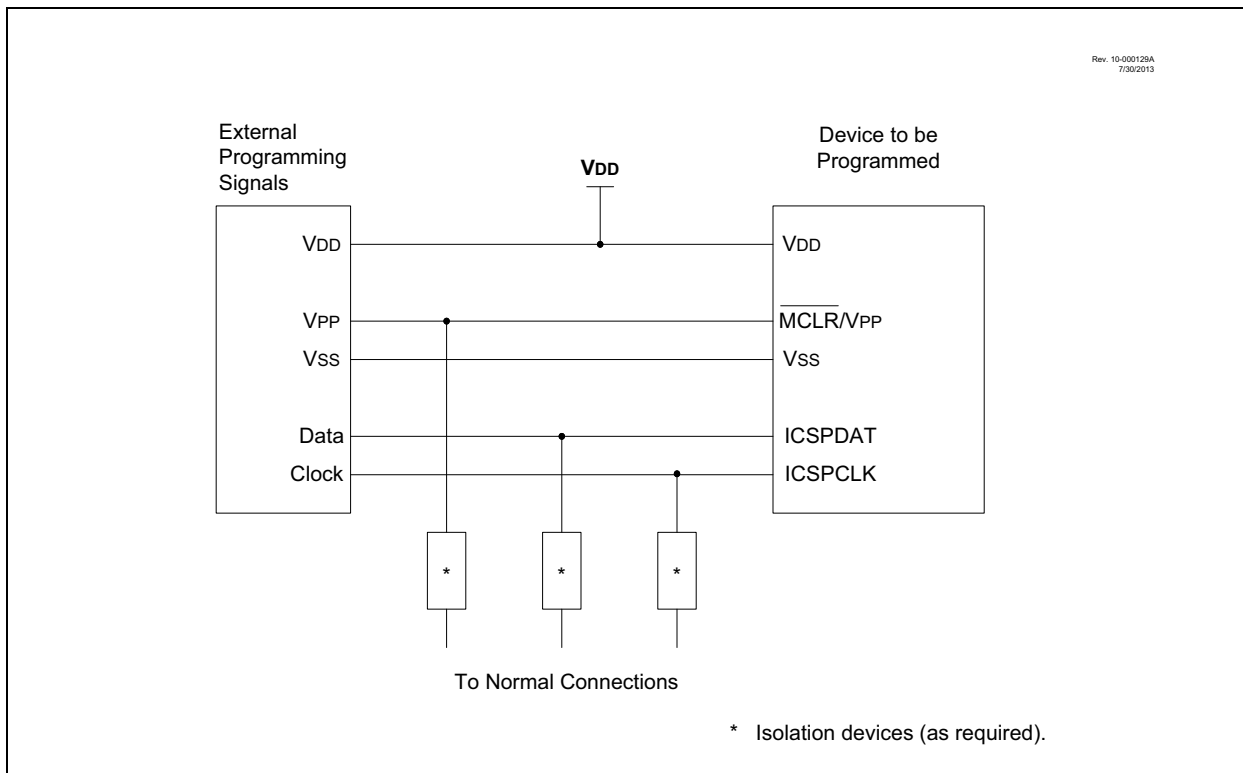 Rev. 10-000129A
7/30/2013
External
Programming
Signals
VDD
Device to be
Programmed
VDD
VPP
VSS
Data
Clock
VDD
MCLR/VPP
VSS
ICSPDAT
ICSPCLK
*
*
*
To Normal Connections
* Isolation devices (as required).